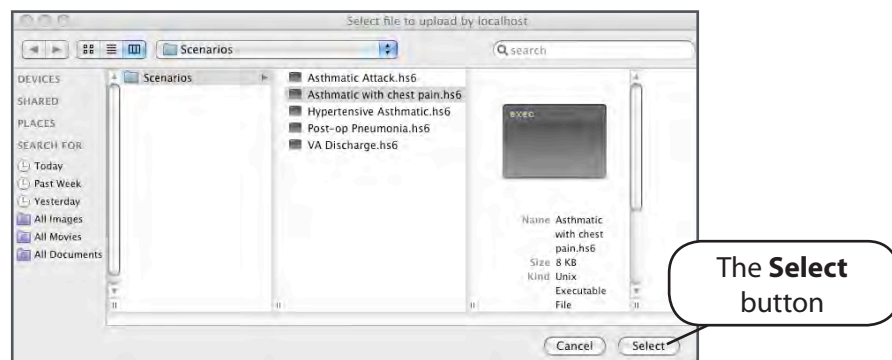 Select file to upload by localhost
Scenarios
search
DEVICES
SHARED
PLACES
SEARCH FOR
Today
Past Week
Yesterday
All Images
All Movies
All Documents
Scenarios
Asthmatic Attack.hs6
Asthmatic with chest pain.hs6
Hypertensive Asthmatic.hs6
Post-op Pneumonia.hs6
VA Discharge.hs6
exec
Name Asthmatic
with chest
pain.hs6
Size 8 KB
Kind Unix
Executable
File
The Select
button
Cancel
Select